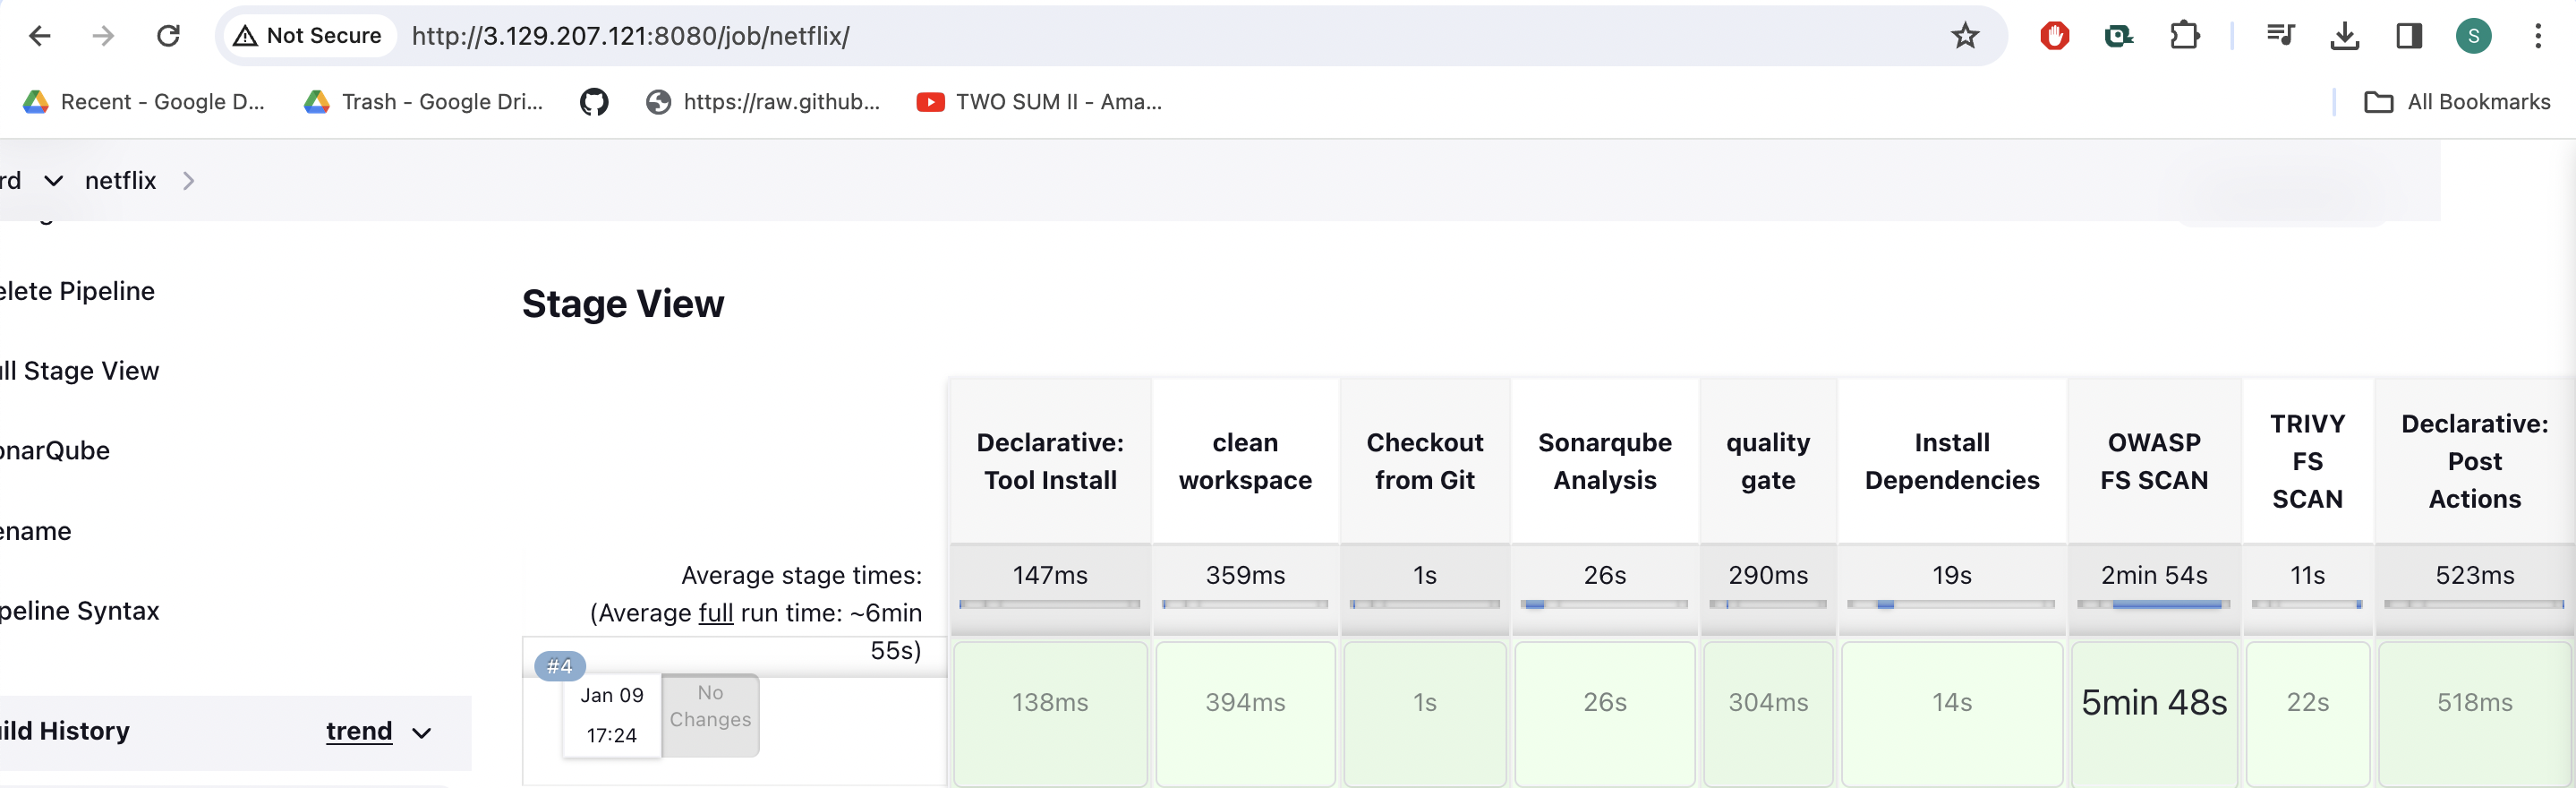 Not Secure http://3.129.207.121:8080/job/netflix/
S
Recent - Google D... Trash - Google Dri... https://raw.github... TWO SUM II - Ama... All Bookmarks
rd netflix
elete Pipeline
ull Stage View
onarQube
ename
ipeline Syntax
uild History trend
Stage View
Declarative: Tool Install
clean workspace
Checkout from Git
Sonarqube Analysis
quality gate
Install Dependencies
OWASP FS SCAN
TRIVY FS SCAN
Declarative: Post Actions
Average stage times:
(Average full run time: ~6min
55s)
147ms 359ms 1s 26s 290ms 19s 2min 54s 11s 523ms
#4
Jan 09
17:24
No
Changes
138ms 394ms 1s 26s 304ms 14s 5min 48s 22s 518ms